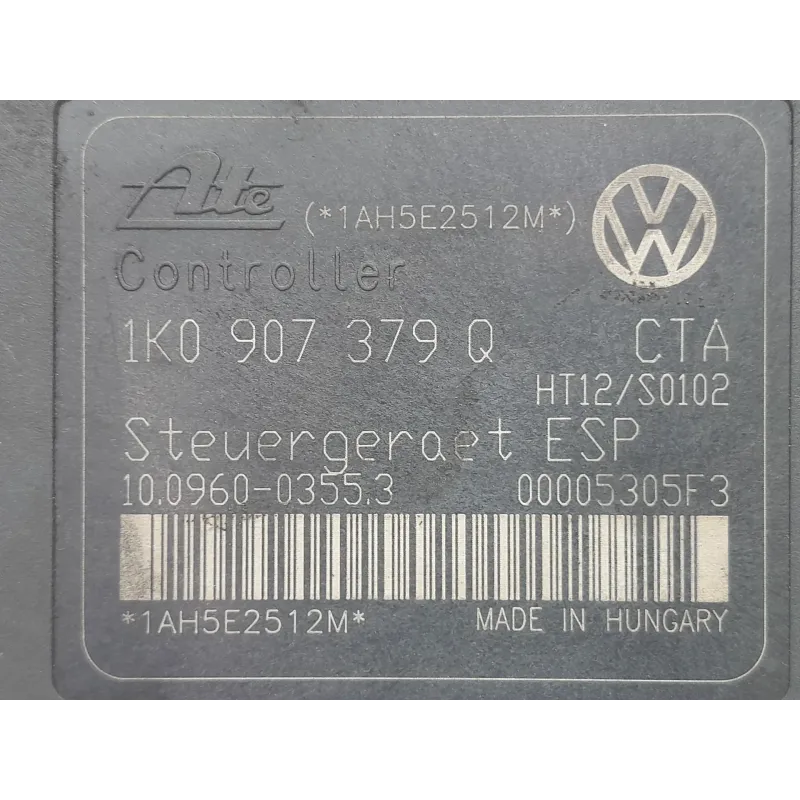 Ate (*1AH5E2512M*)
Controller
1K0 907 379 Q CTA
HT12/S0102
Steuergeraet ESP
10.0960-0355.3 00005305F3
*1AH5E2512M* MADE IN HUNGARY